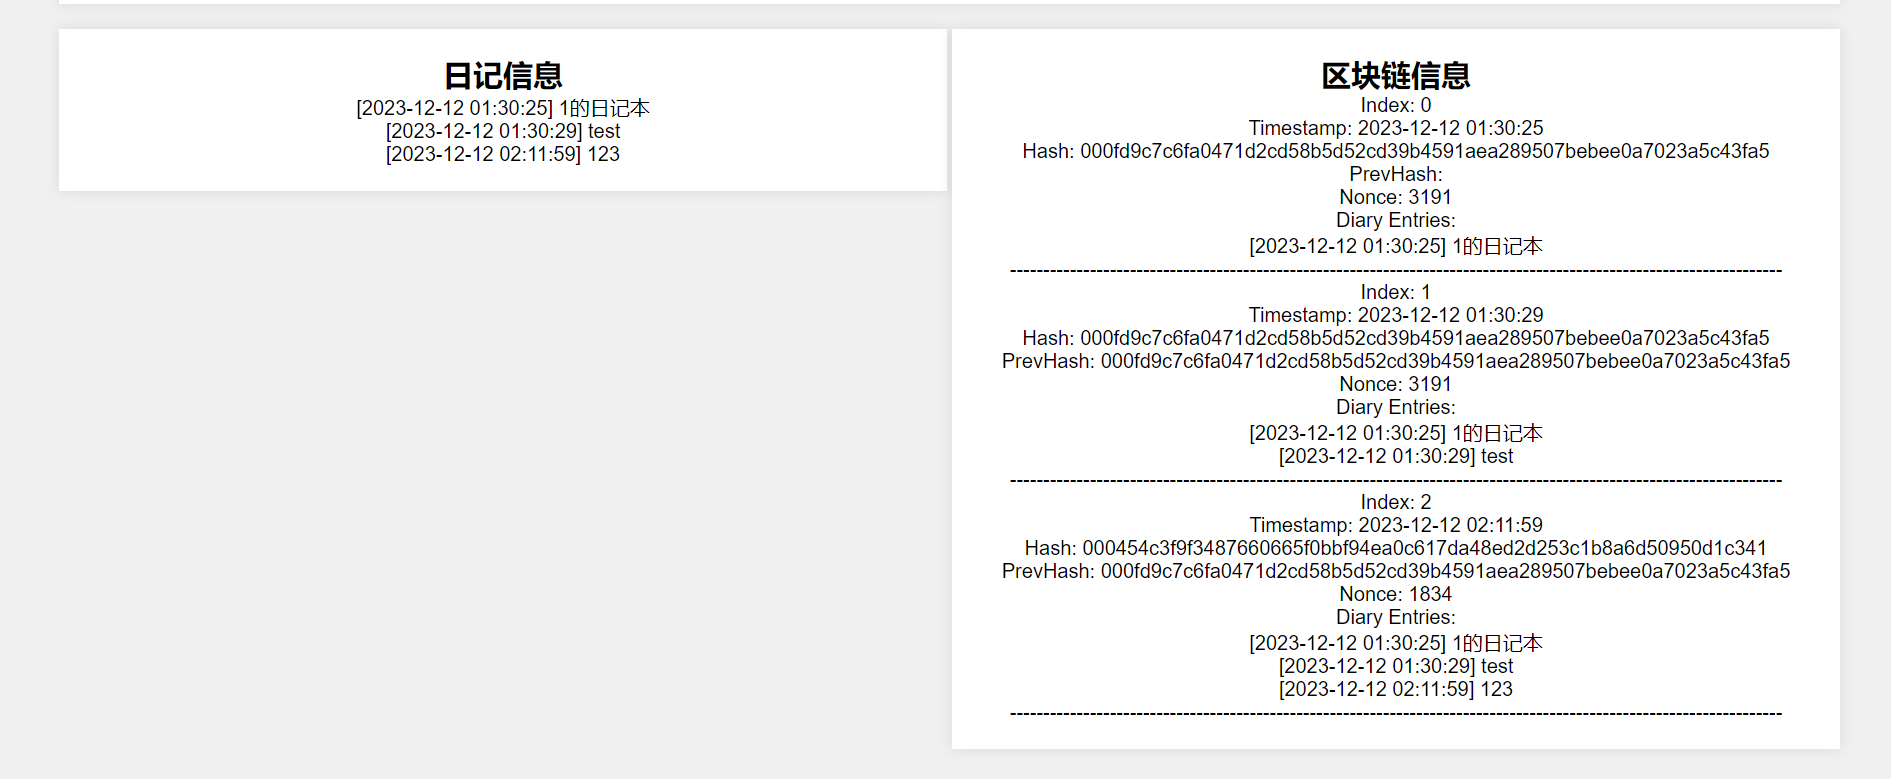 日记信息
[2023-12-12 01:30:25] 1的日记本
[2023-12-12 01:30:29] test
[2023-12-12 02:11:59] 123
区块链信息
Index: 0
Timestamp: 2023-12-12 01:30:25
Hash: 000fd9c7c6fa0471d2cd58b5d52cd39b4591aea289507bebee0a7023a5c43fa5
PrevHash:
Nonce: 3191
Diary Entries:
[2023-12-12 01:30:25] 1的日记本
---------------------------------------------------------------------------------------------------------------------
Index: 1
Timestamp: 2023-12-12 01:30:29
Hash: 000fd9c7c6fa0471d2cd58b5d52cd39b4591aea289507bebee0a7023a5c43fa5
PrevHash: 000fd9c7c6fa0471d2cd58b5d52cd39b4591aea289507bebee0a7023a5c43fa5
Nonce: 3191
Diary Entries:
[2023-12-12 01:30:25] 1的日记本
[2023-12-12 01:30:29] test
---------------------------------------------------------------------------------------------------------------------
Index: 2
Timestamp: 2023-12-12 02:11:59
Hash: 000454c3f9f3487660665f0bbf94ea0c617da48ed2d253c1b8a6d50950d1c341
PrevHash: 000fd9c7c6fa0471d2cd58b5d52cd39b4591aea289507bebee0a7023a5c43fa5
Nonce: 1834
Diary Entries:
[2023-12-12 01:30:25] 1的日记本
[2023-12-12 01:30:29] test
[2023-12-12 02:11:59] 123
---------------------------------------------------------------------------------------------------------------------